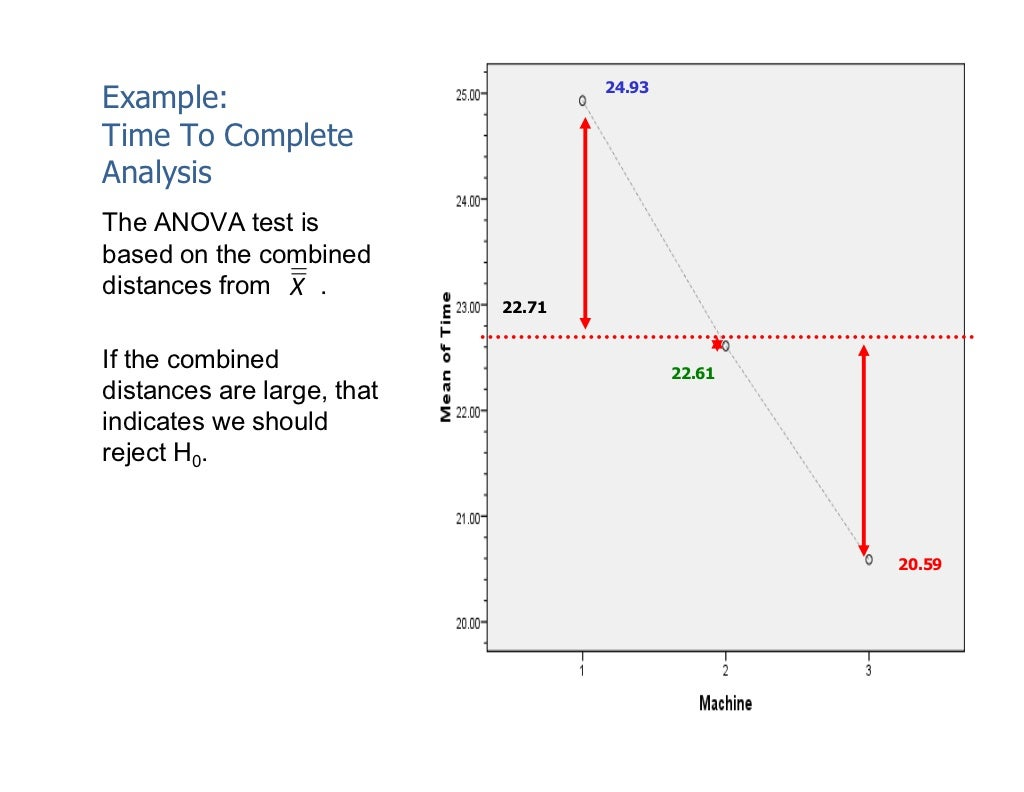 Example:
Time To Complete
Analysis
The ANOVA test is
based on the combined
distances from x̿ .
If the combined
distances are large, that
indicates we should
reject H₀.
Mean of Time
25.00
24.00
23.00
22.00
21.00
20.00
24.93
22.71
22.61
20.59
1 2 3
Machine